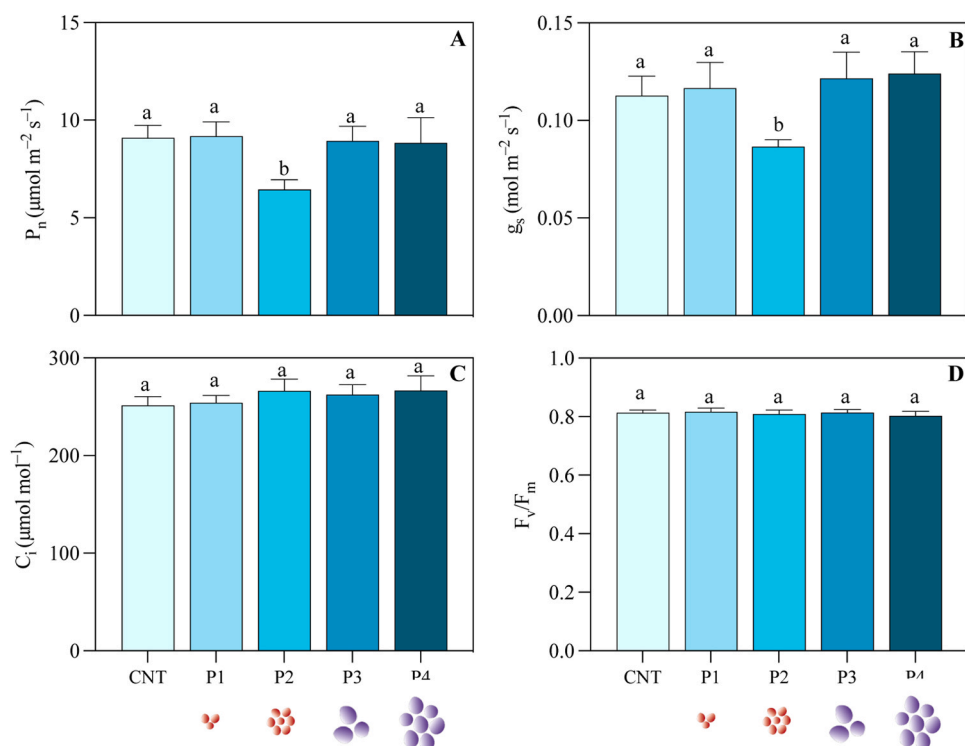 15
10
5
0
Pₙ (μmol m⁻² s⁻¹)
A
a
a
b
a
a
0.15
0.10
0.05
0.00
gₛ (mol m⁻² s⁻¹)
B
a
a
b
a
a
300
200
100
0
Cᵢ (μmol mol⁻¹)
C
a
a
a
a
a
CNT P1 P2 P3 P4
1.0
0.8
0.6
0.4
0.2
0.0
Fᵥ/Fₘ
D
a
a
a
a
a
CNT P1 P2 P3 P4